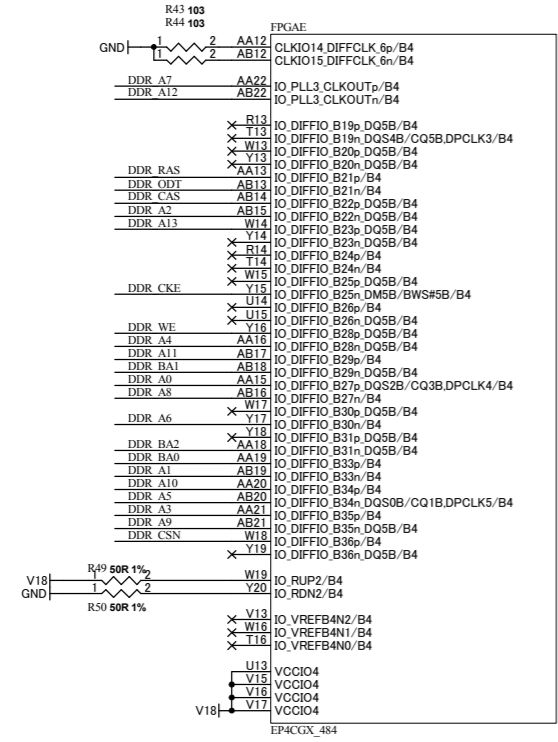 R43 103
R44 103
FPGAE
GND 1 2 AA12 CLKIO14_DIFFCLK_6p/B4
1 2 AB12 CLKIO15_DIFFCLK_6n/B4
DDR_A7 AA22 IO_PLL3_CLKOUTp/B4
DDR_A12 AB22 IO_PLL3_CLKOUTn/B4
R13 IO_DIFFIO_B19p_DQ5B/B4
T13 IO_DIFFIO_B19n_DQS4B/CQ5B,DPCLK3/B4
W13 IO_DIFFIO_B20p_DQ5B/B4
Y13 IO_DIFFIO_B20n_DQ5B/B4
DDR_RAS AA13 IO_DIFFIO_B21p/B4
DDR_ODT AB13 IO_DIFFIO_B21n/B4
DDR_CAS AB14 IO_DIFFIO_B22p_DQ5B/B4
DDR_A2 AB15 IO_DIFFIO_B22n_DQ5B/B4
DDR_A13 W14 IO_DIFFIO_B23p_DQ5B/B4
Y14 IO_DIFFIO_B23n_DQ5B/B4
R14 IO_DIFFIO_B24p/B4
T14 IO_DIFFIO_B24n/B4
W15 IO_DIFFIO_B25p_DQ5B/B4
DDR_CKE Y15 IO_DIFFIO_B25n_DM5B/BWS#5B/B4
U14 IO_DIFFIO_B26p/B4
U15 IO_DIFFIO_B26n_DQ5B/B4
DDR_WE Y16 IO_DIFFIO_B28p_DQ5B/B4
DDR_A4 AA16 IO_DIFFIO_B28n_DQ5B/B4
DDR_A11 AB17 IO_DIFFIO_B29p/B4
DDR_BA1 AB18 IO_DIFFIO_B29n_DQ5B/B4
DDR_A0 AA15 IO_DIFFIO_B27p_DQS2B/CQ3B,DPCLK4/B4
DDR_A8 AB16 IO_DIFFIO_B27n/B4
W17 IO_DIFFIO_B30p_DQ5B/B4
DDR_A6 Y17 IO_DIFFIO_B30n/B4
Y18 IO_DIFFIO_B31p_DQ5B/B4
DDR_BA2 AA18 IO_DIFFIO_B31n_DQ5B/B4
DDR_BA0 AA19 IO_DIFFIO_B33p/B4
DDR_A1 AB19 IO_DIFFIO_B33n/B4
DDR_A10 AA20 IO_DIFFIO_B34p/B4
DDR_A5 AB20 IO_DIFFIO_B34n_DQS0B/CQ1B,DPCLK5/B4
DDR_A3 AA21 IO_DIFFIO_B35p/B4
DDR_A9 AB21 IO_DIFFIO_B35n_DQ5B/B4
DDR_CSN W18 IO_DIFFIO_B36p/B4
Y19 IO_DIFFIO_B36n_DQ5B/B4
R49 50R 1%
V18 1 2 W19 IO_RUP2/B4
GND 1 2 Y20 IO_RDN2/B4
R50 50R 1%
V13 IO_VREFB4N2/B4
W16 IO_VREFB4N1/B4
T16 IO_VREFB4N0/B4
U13 VCCIO4
V15 VCCIO4
V16 VCCIO4
V18 V17 VCCIO4
EP4CGX_484